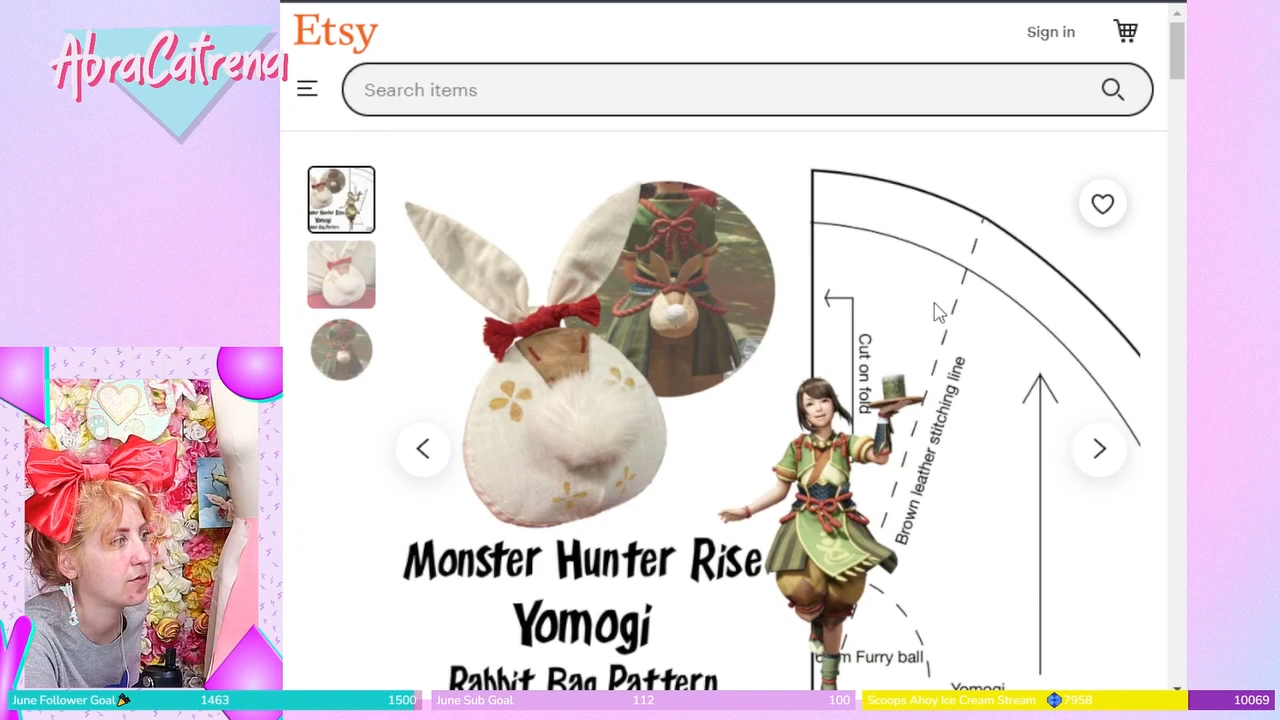 AbraCaitrena
Etsy
Sign in
Search items
Cut on fold
Brown leather stitching line
Monster Hunter Rise
Yomogi
Rabbit Bag Pattern
Furry ball
Yomogi
June Follower Goal 1463 1500
June Sub Goal 112 100
Scoops Ahoy Ice Cream Stream 7958 10069